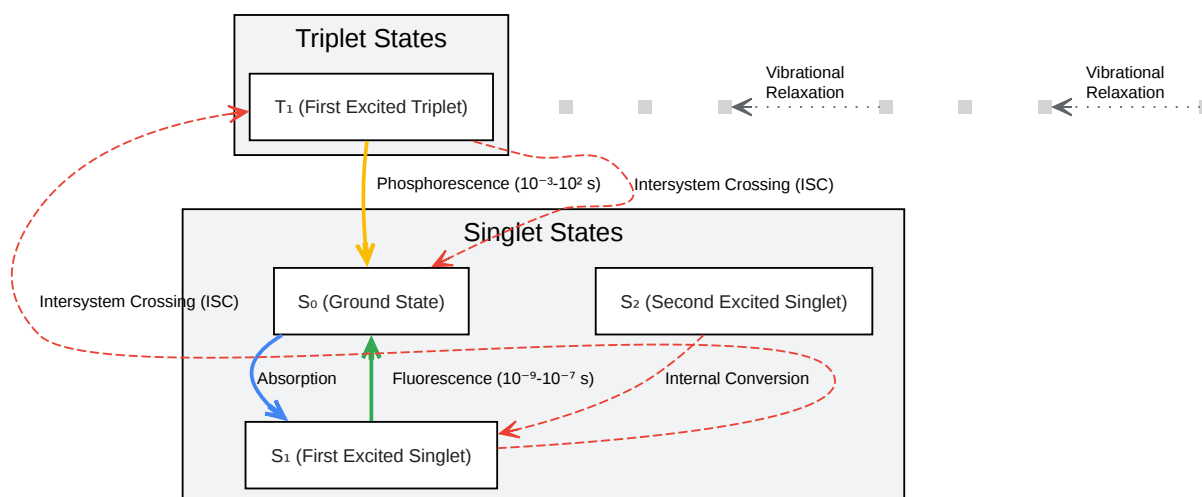 Triplet States
T₁ (First Excited Triplet)
Vibrational
Relaxation
Vibrational
Relaxation
Phosphorescence (10⁻³-10² s)
Intersystem Crossing (ISC)
Singlet States
S₀ (Ground State)
S₂ (Second Excited Singlet)
Intersystem Crossing (ISC)
Absorption
Fluorescence (10⁻⁹-10⁻⁷ s)
Internal Conversion
S₁ (First Excited Singlet)